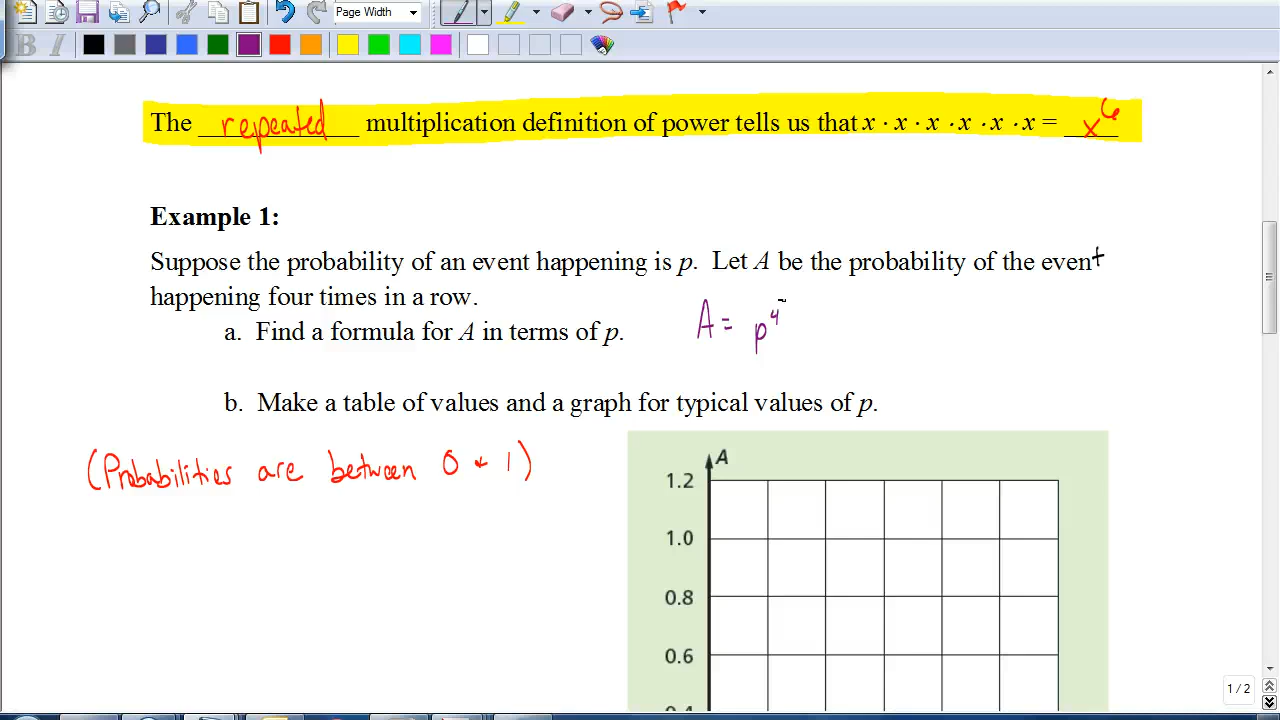 Page Width
B I
The repeated multiplication definition of power tells us that x · x · x · x · x · x = x⁶
Example 1:
Suppose the probability of an event happening is p. Let A be the probability of the event
happening four times in a row.
a. Find a formula for A in terms of p. A = p⁴
b. Make a table of values and a graph for typical values of p.
(Probabilities are between 0 & 1)
A
1.2
1.0
0.8
0.6
0.4
1 / 2